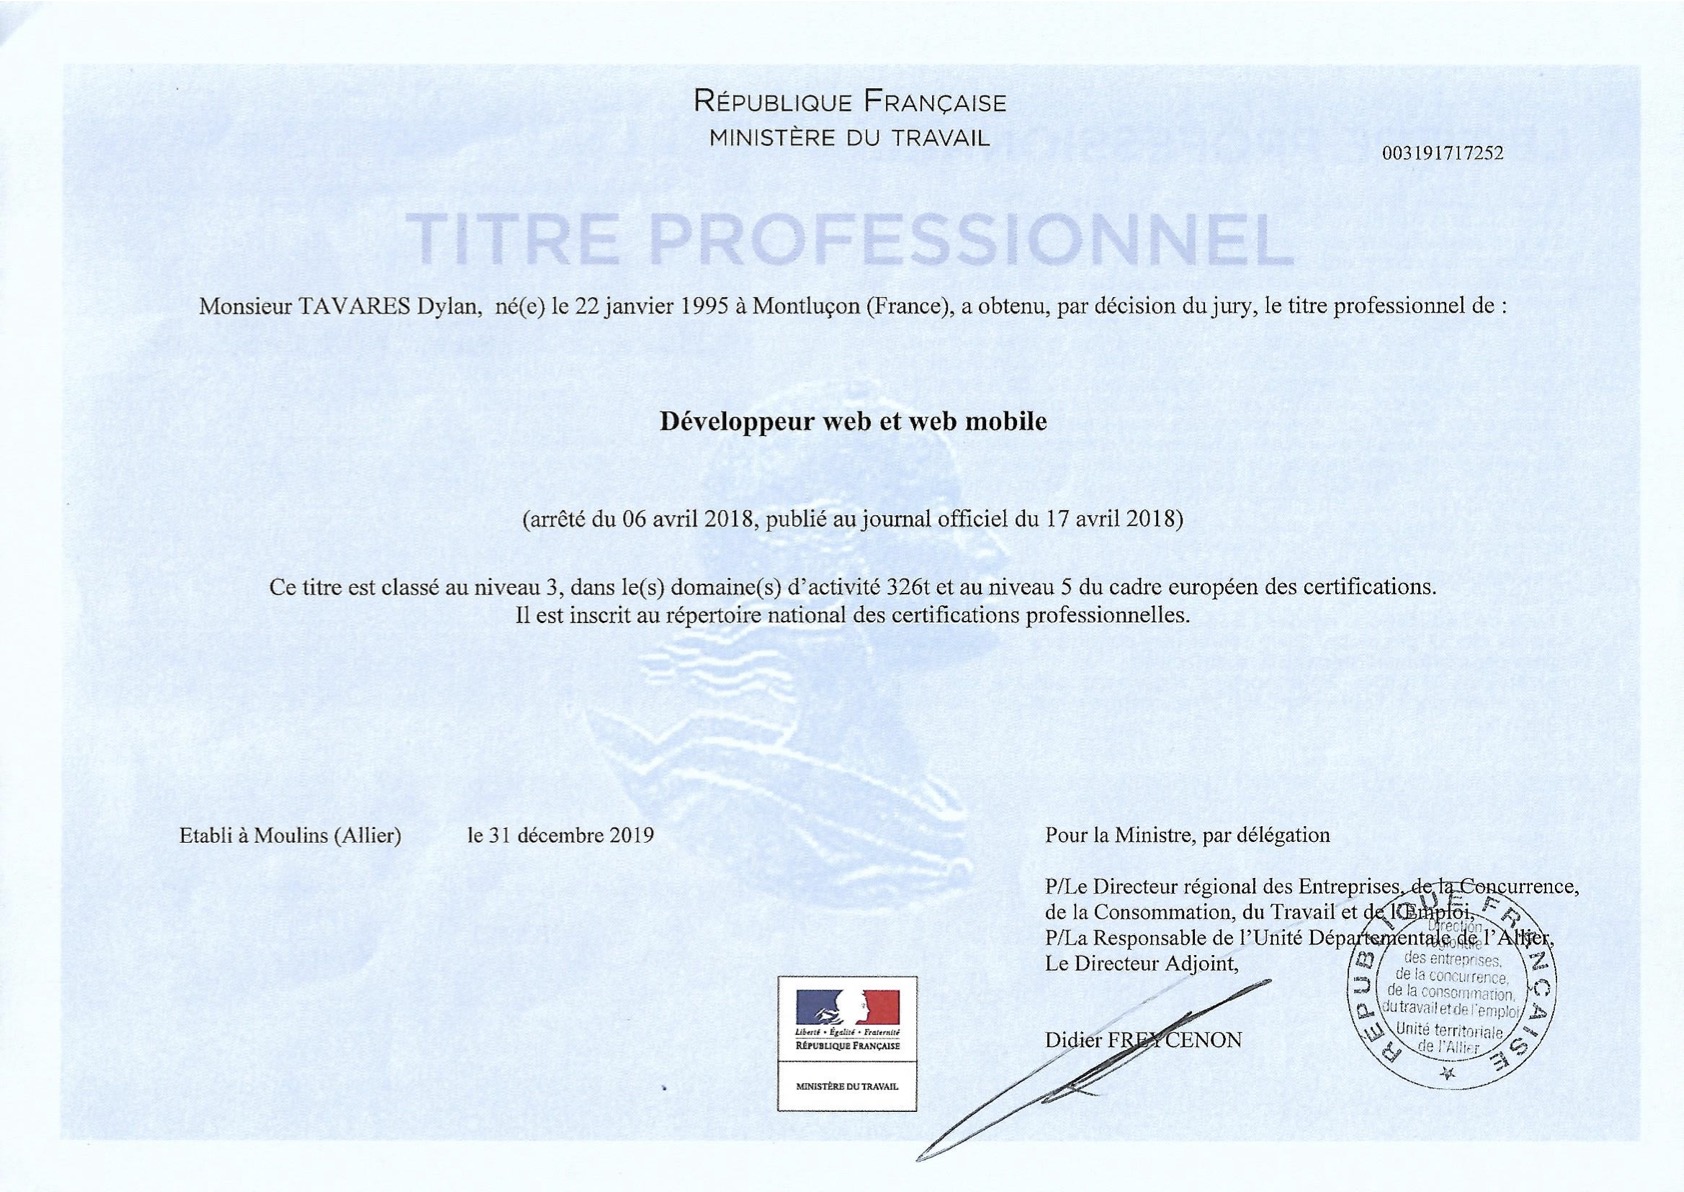 RÉPUBLIQUE FRANÇAISE
MINISTÈRE DU TRAVAIL
003191717252
TITRE PROFESSIONNEL
Monsieur TAVARES Dylan, né(e) le 22 janvier 1995 à Montluçon (France), a obtenu, par décision du jury, le titre professionnel de :
Développeur web et web mobile
(arrêté du 06 avril 2018, publié au journal officiel du 17 avril 2018)
Ce titre est classé au niveau 3, dans le(s) domaine(s) d’activité 326t et au niveau 5 du cadre européen des certifications.
Il est inscrit au répertoire national des certifications professionnelles.
Etabli à Moulins (Allier) le 31 décembre 2019
Pour la Ministre, par délégation
P/Le Directeur régional des Entreprises, de la Concurrence,
de la Consommation, du Travail et de l’Emploi,
P/La Responsable de l’Unité Départementale de l’Allier,
Le Directeur Adjoint,
Didier FREYCENON
RÉPUBLIQUE FRANÇAISE
Direction
régionale
des entreprises,
de la concurrence,
de la consommation,
du travail et de l'emploi
Unité territoriale
de l'Allier
Liberté • Égalité • Fraternité
RÉPUBLIQUE FRANÇAISE
MINISTÈRE DU TRAVAIL